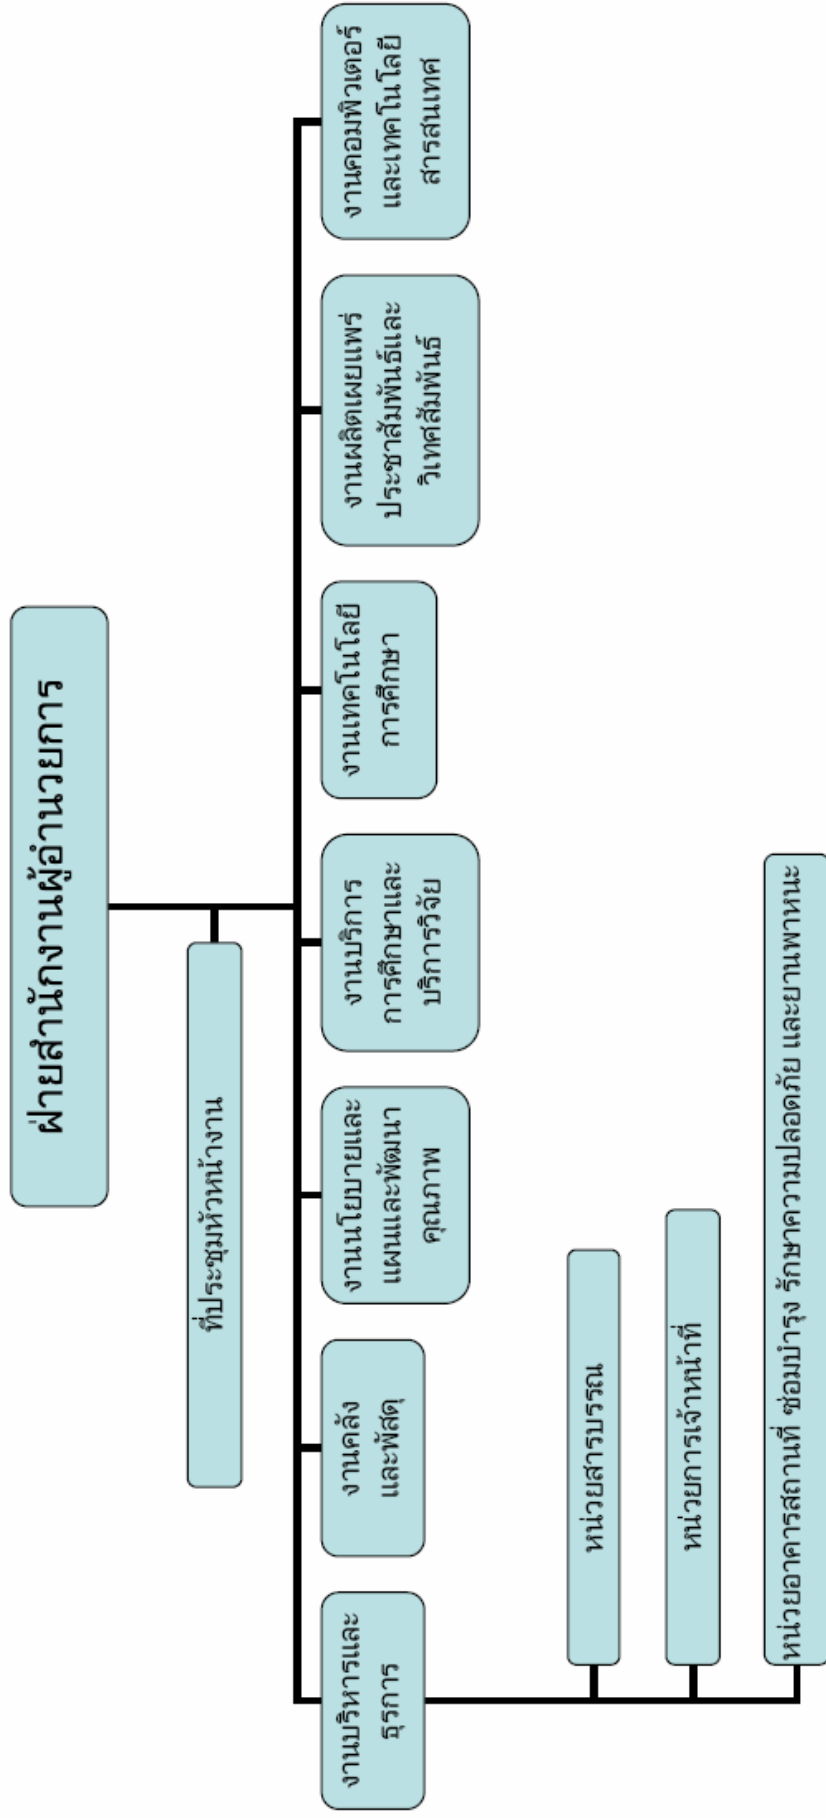 ฝ่ายสำนักงานผู้อำนวยการ
ที่ประชุมหัวหน้างาน
งานบริหารและ
ธุรการ
งานคลัง
และพัสดุ
งานนโยบายและ
แผนและพัฒนา
คุณภาพ
งานบริการ
การศึกษาและ
บริการวิจัย
งานเทคโนโลยี
การศึกษา
งานผลิตเผยแพร่
ประชาสัมพันธ์และ
วิเทศสัมพันธ์
งานคอมพิวเตอร์
และเทคโนโลยี
สารสนเทศ
หน่วยสารบรรณ
หน่วยการเจ้าหน้าที่
หน่วยอาคารสถานที่ ซ่อมบำรุง รักษาความปลอดภัย และยานพาหนะ